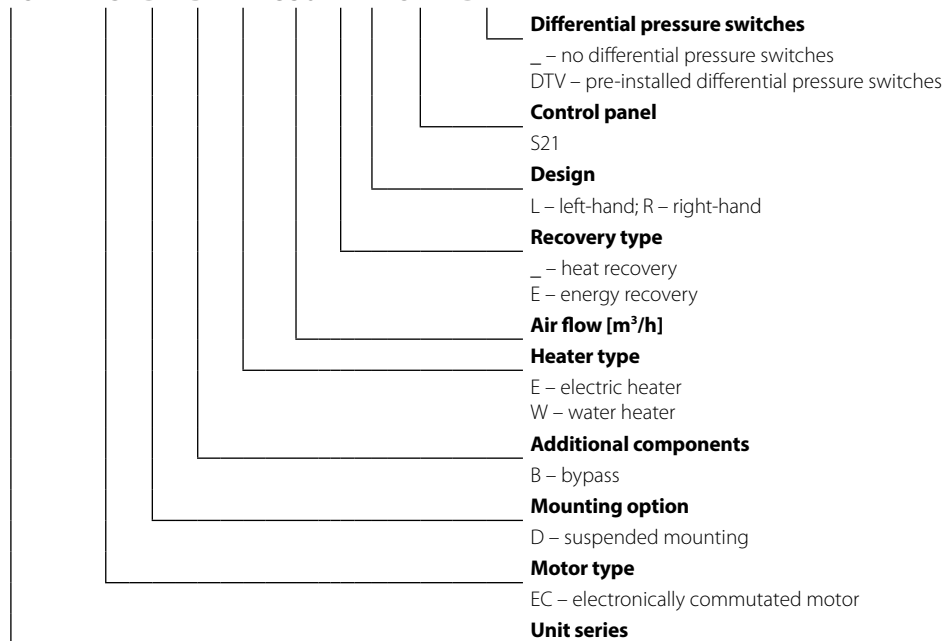 Differential pressure switches
_ – no differential pressure switches
DTV – pre-installed differential pressure switches
Control panel
S21
Design
L – left-hand; R – right-hand
Recovery type
_ – heat recovery
E – energy recovery
Air flow [m³/h]
Heater type
E – electric heater
W – water heater
Additional components
B – bypass
Mounting option
D – suspended mounting
Motor type
EC – electronically commutated motor
Unit series